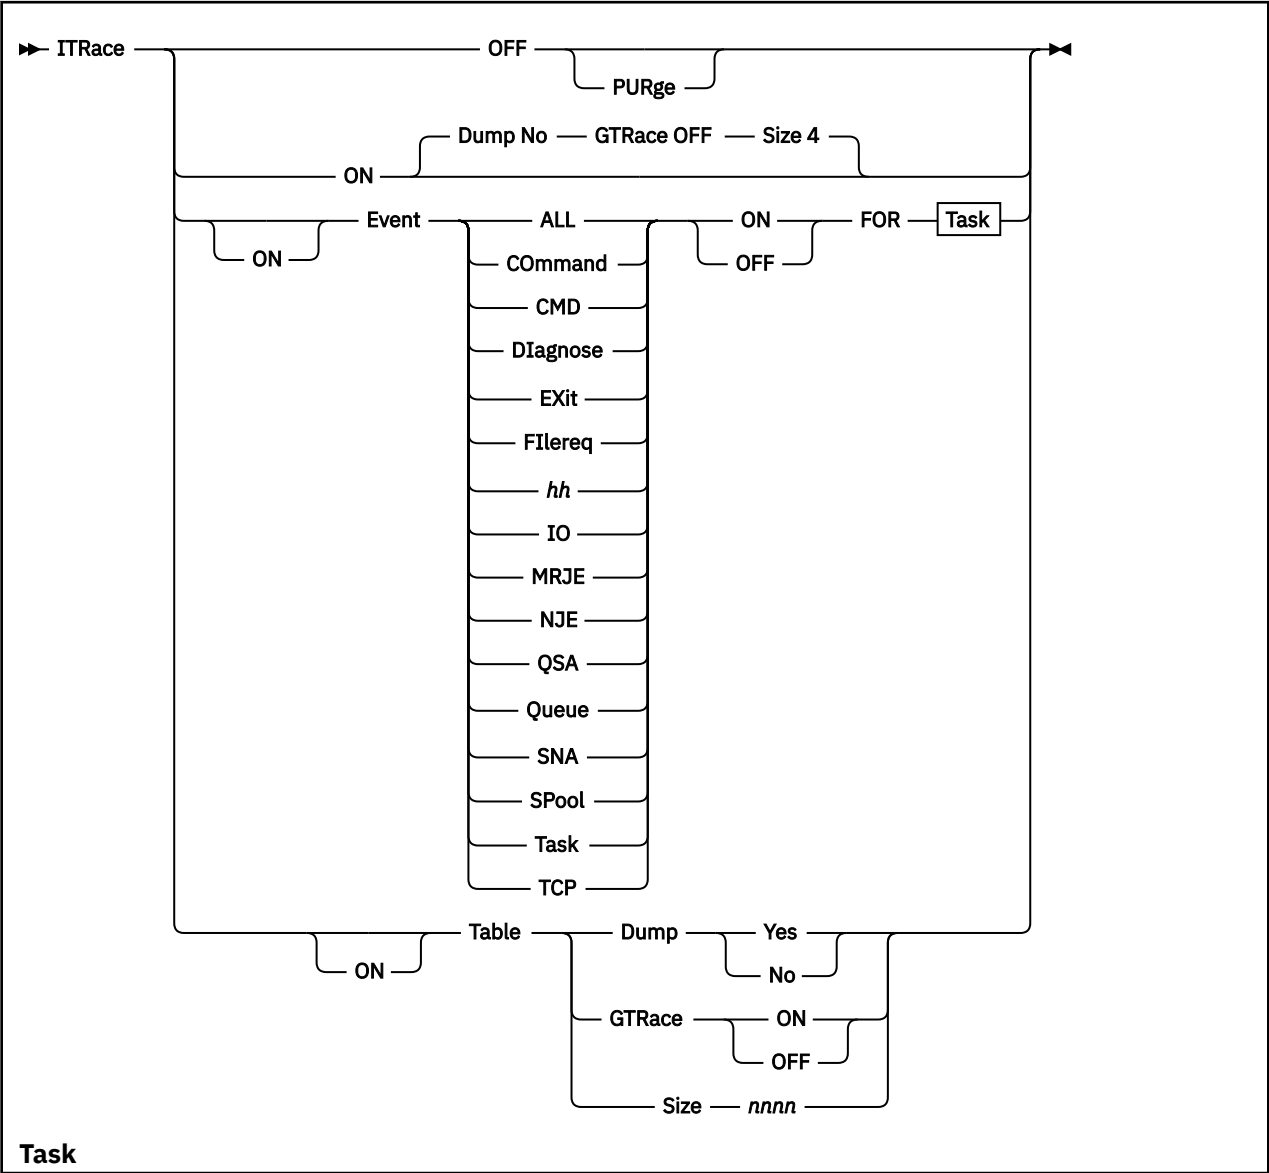 ITRace OFF
PURge
Dump No GTRace OFF Size 4
ON
Event ALL ON FOR Task
ON COmmand OFF
CMD
DIagnose
EXit
FIlereq
hh
IO
MRJE
NJE
QSA
Queue
SNA
SPool
Task
TCP
Table Dump Yes
ON No
GTRace ON
OFF
Size nnnn
Task